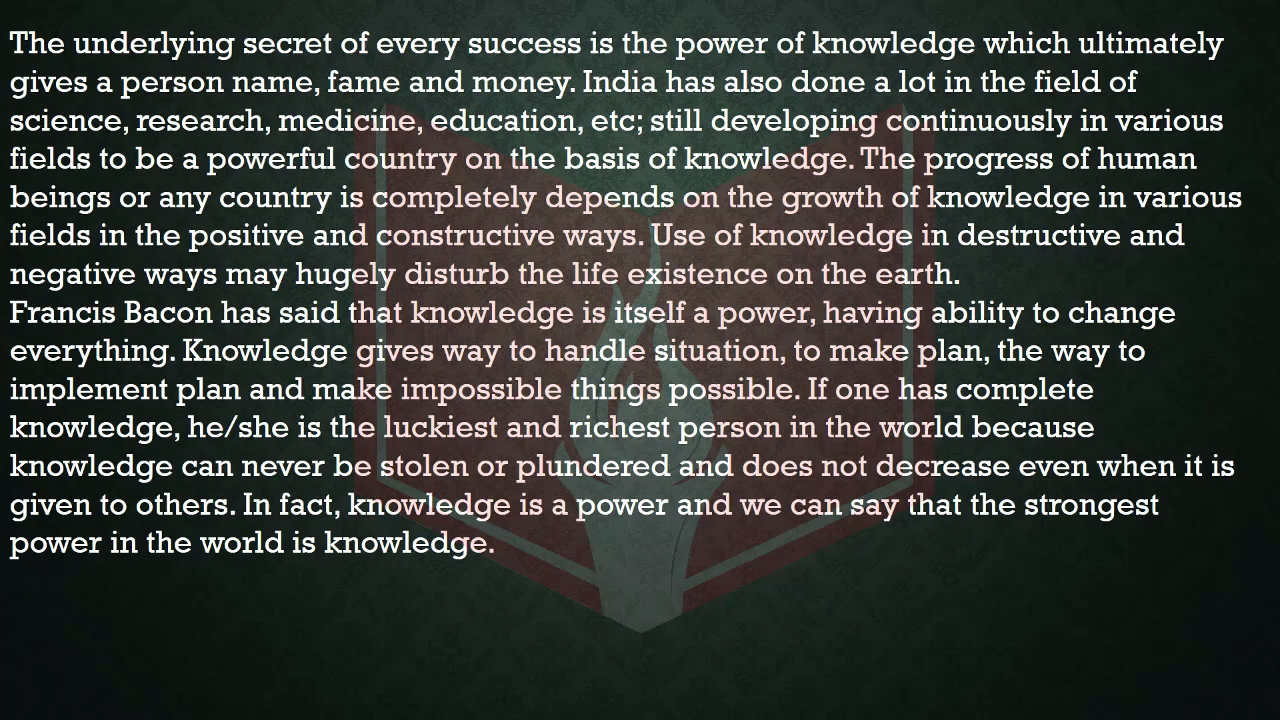 The underlying secret of every success is the power of knowledge which ultimately
gives a person name, fame and money. India has also done a lot in the field of
science, research, medicine, education, etc; still developing continuously in various
fields to be a powerful country on the basis of knowledge. The progress of human
beings or any country is completely depends on the growth of knowledge in various
fields in the positive and constructive ways. Use of knowledge in destructive and
negative ways may hugely disturb the life existence on the earth.
Francis Bacon has said that knowledge is itself a power, having ability to change
everything. Knowledge gives way to handle situation, to make plan, the way to
implement plan and make impossible things possible. If one has complete
knowledge, he/she is the luckiest and richest person in the world because
knowledge can never be stolen or plundered and does not decrease even when it is
given to others. In fact, knowledge is a power and we can say that the strongest
power in the world is knowledge.